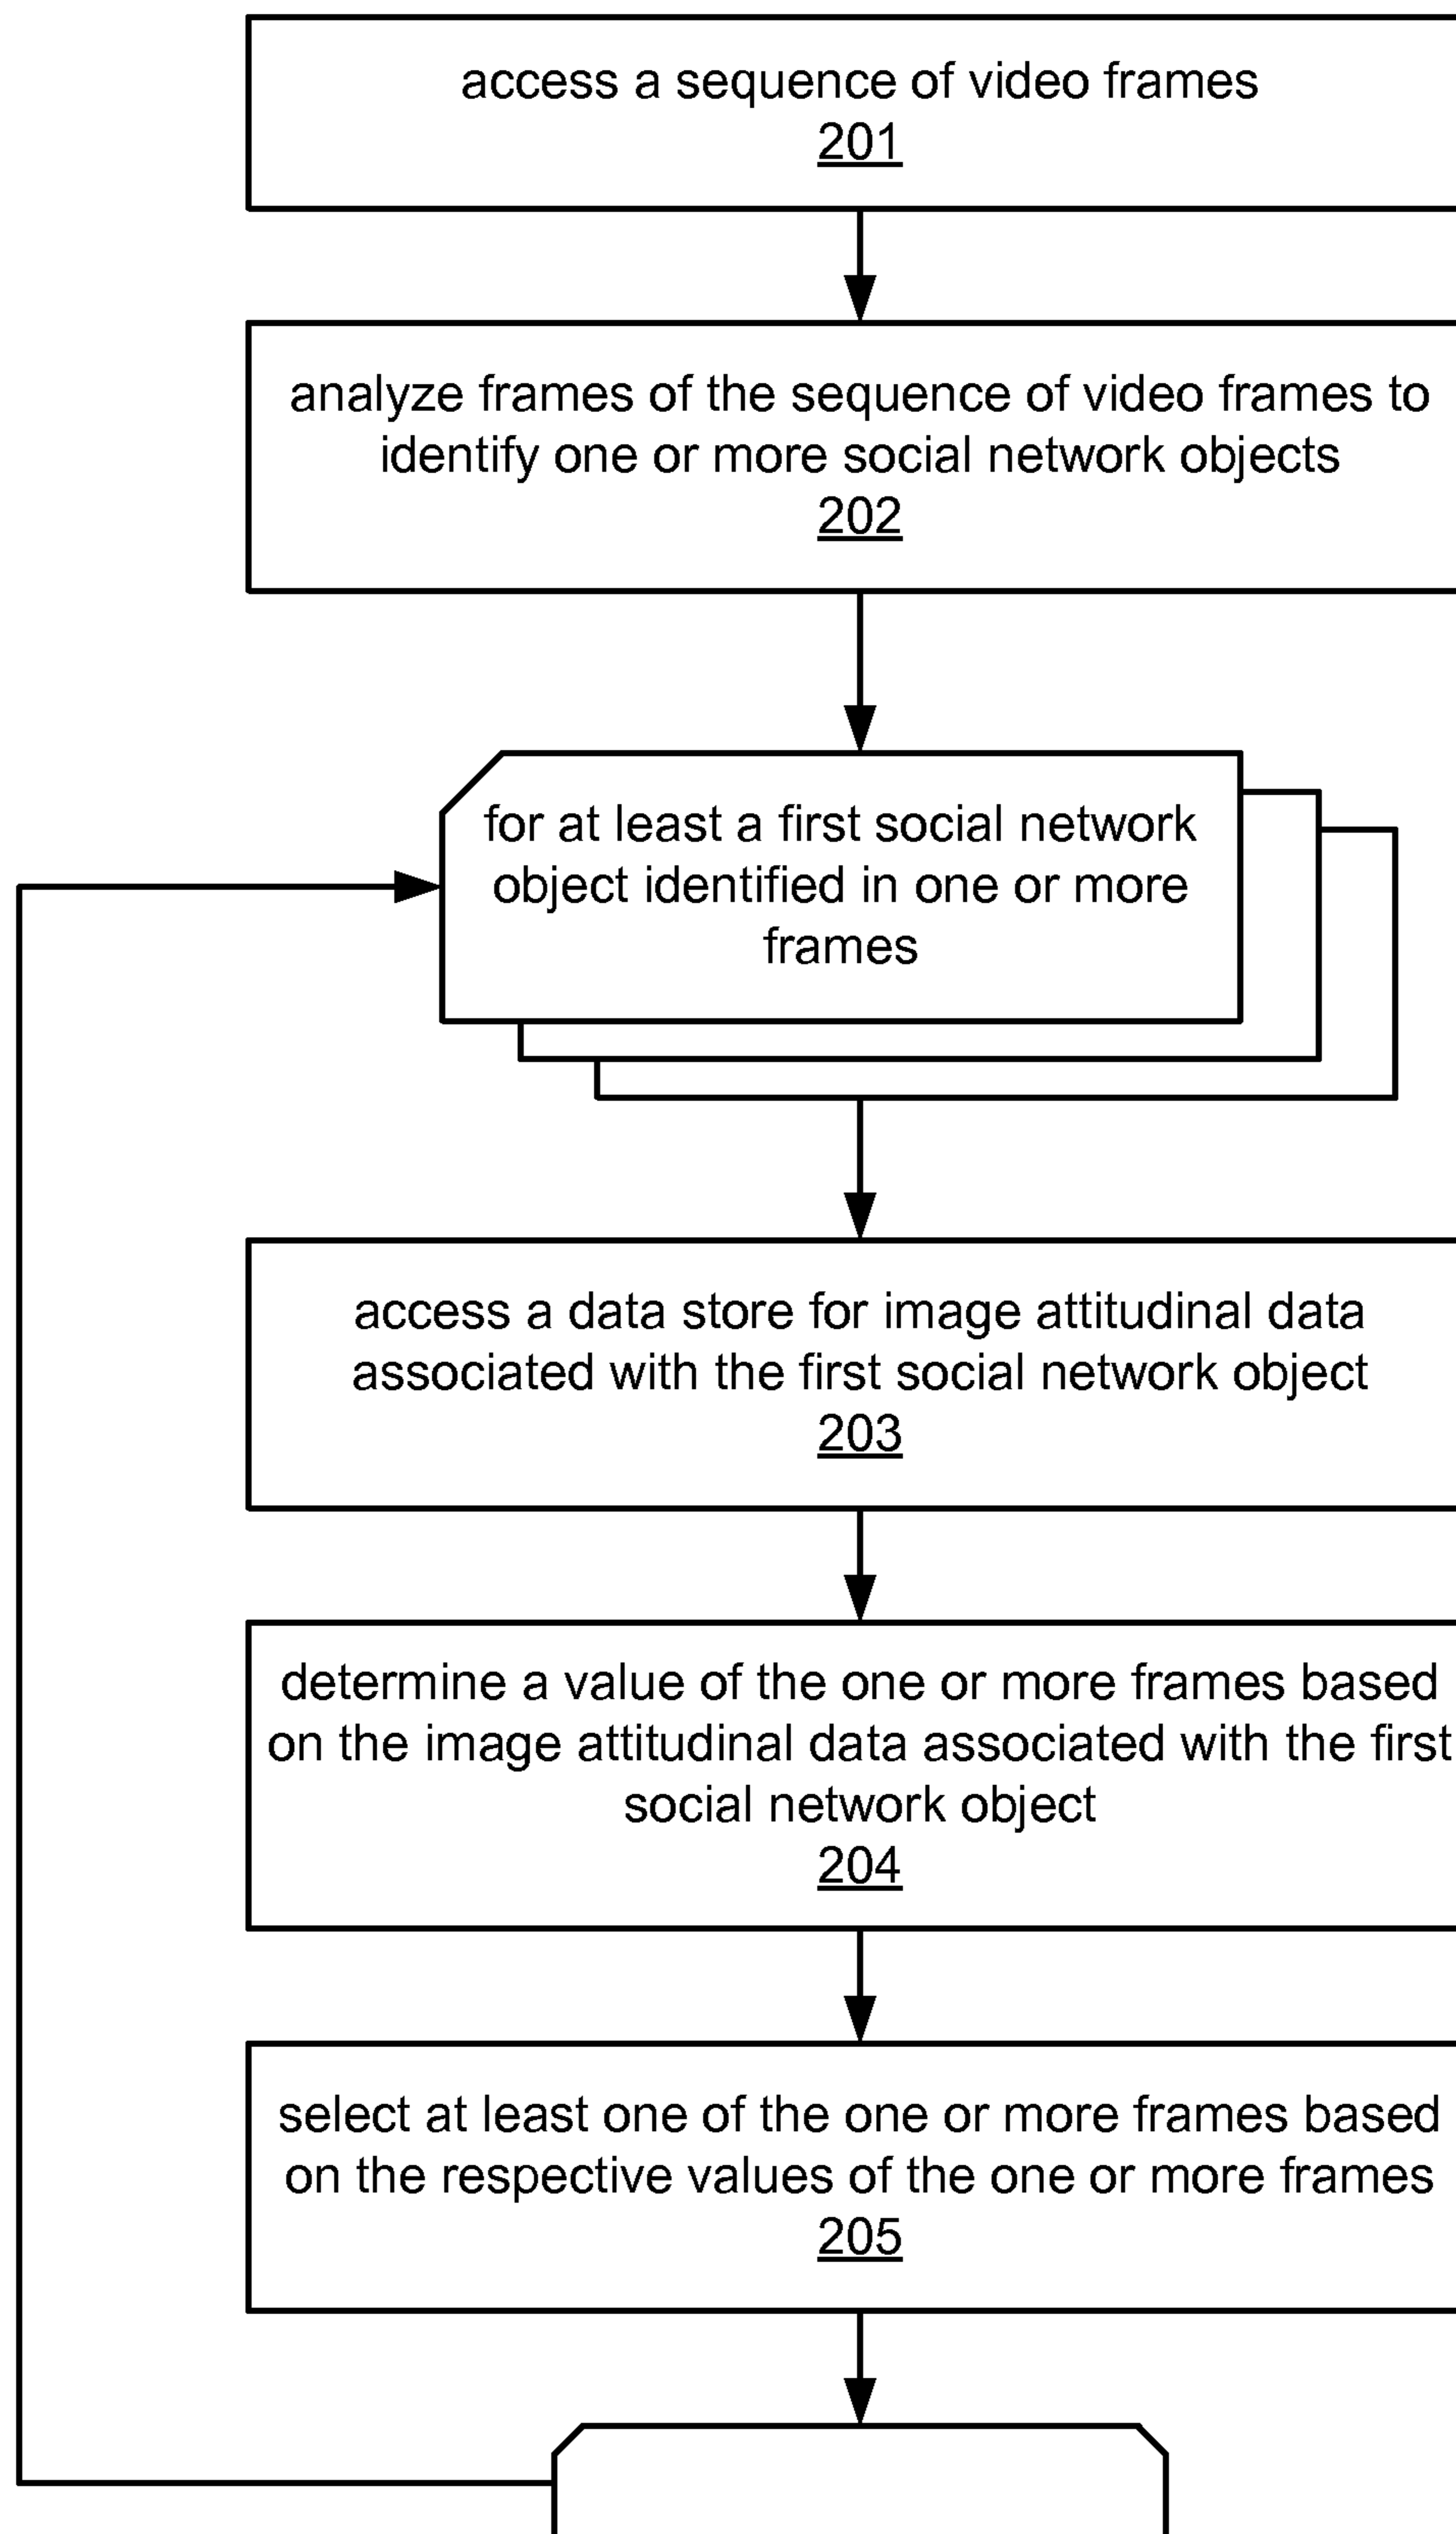 access a sequence of video frames
201
analyze frames of the sequence of video frames to
identify one or more social network objects
202
for at least a first social network
object identified in one or more
frames
access a data store for image attitudinal data
associated with the first social network object
203
determine a value of the one or more frames based
on the image attitudinal data associated with the first
social network object
204
select at least one of the one or more frames based
on the respective values of the one or more frames
205